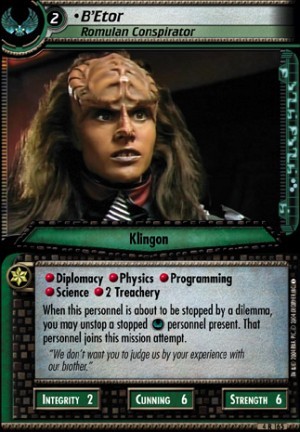 2
• B'Etor
Romulan Conspirator
Klingon
• Diplomacy • Physics • Programming
• Science • 2 Treachery
When this personnel is about to be stopped by a dilemma,
you may unstop a stopped personnel present. That
personnel joins this mission attempt.
"We don't want you to judge us by your experience with
our brother."
INTEGRITY 2 CUNNING 6 STRENGTH 6